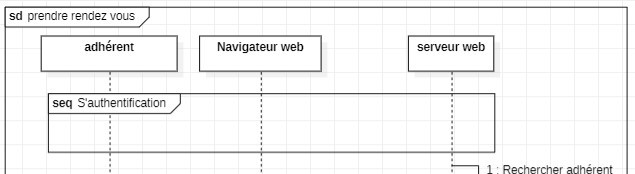 sd prendre rendez vous
adhérent Navigateur web serveur web
seq S'authentification
1 : Rechercher adhérent